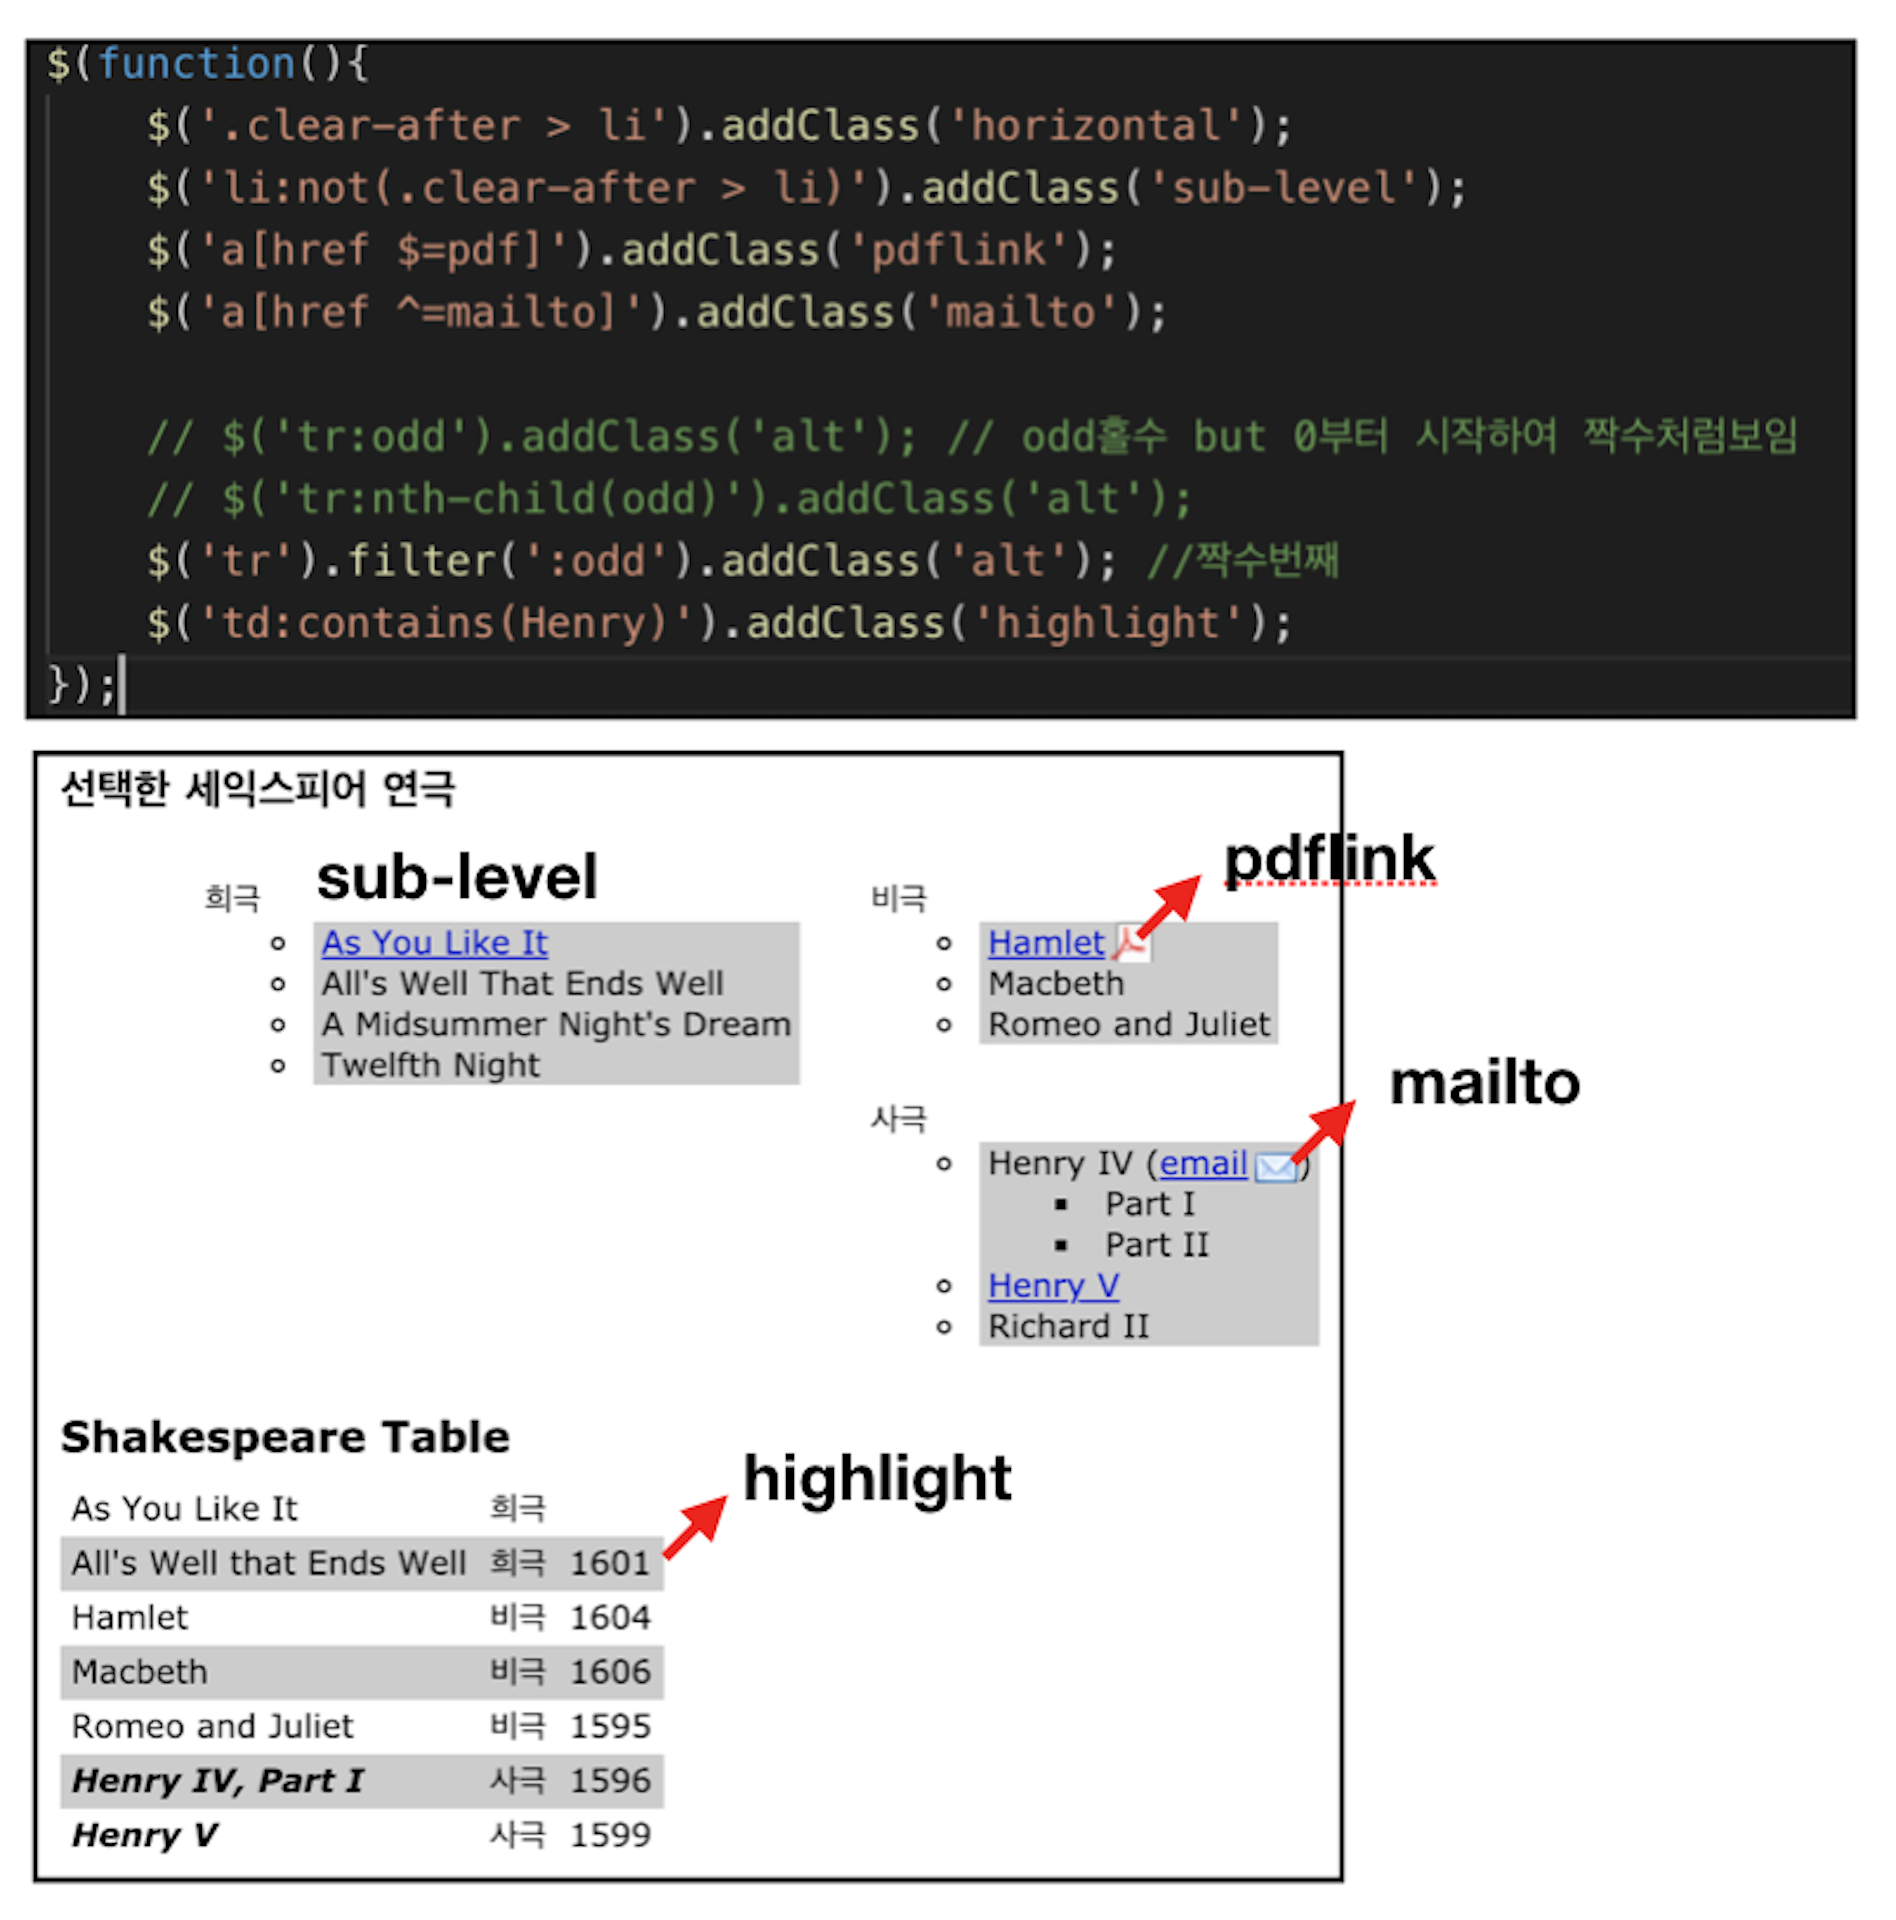 $(function(){
$('.clear-after > li').addClass('horizontal');
$('li:not(.clear-after > li)').addClass('sub-level');
$('a[href $=pdf]').addClass('pdflink');
$('a[href ^=mailto]').addClass('mailto');
// $('tr:odd').addClass('alt'); // odd홀수 but 0부터 시작하여 짝수처럼보임
// $('tr:nth-child(odd)').addClass('alt');
$('tr').filter(':odd').addClass('alt'); //짝수번째
$('td:contains(Henry)').addClass('highlight');
});
선택한 세익스피어 연극
희극
sub-level
As You Like It
All's Well That Ends Well
A Midsummer Night's Dream
Twelfth Night
비극
pdflink
Hamlet
Macbeth
Romeo and Juliet
mailto
사극
Henry IV (email)
Part I
Part II
Henry V
Richard II
Shakespeare Table
highlight
As You Like It 희극
All's Well that Ends Well 희극 1601
Hamlet 비극 1604
Macbeth 비극 1606
Romeo and Juliet 비극 1595
Henry IV, Part I 사극 1596
Henry V 사극 1599